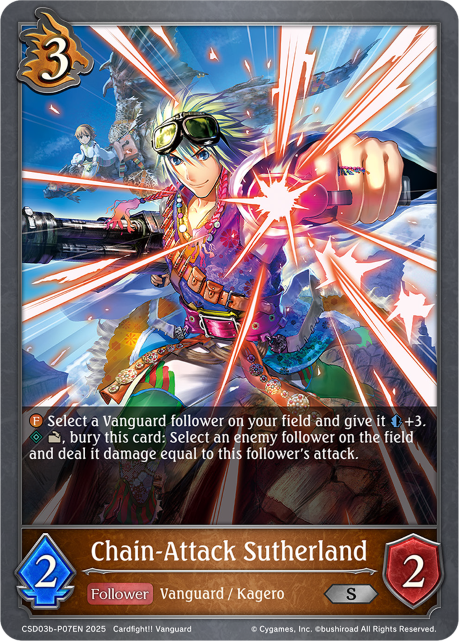 3
F Select a Vanguard follower on your field and give it +3.
, bury this card: Select an enemy follower on the field
and deal it damage equal to this follower's attack.
Chain-Attack Sutherland
2 Follower Vanguard / Kagero S 2
CSD03b-P07EN 2025 Cardfight!! Vanguard © Cygames, Inc. ©bushiroad All Rights Reserved.